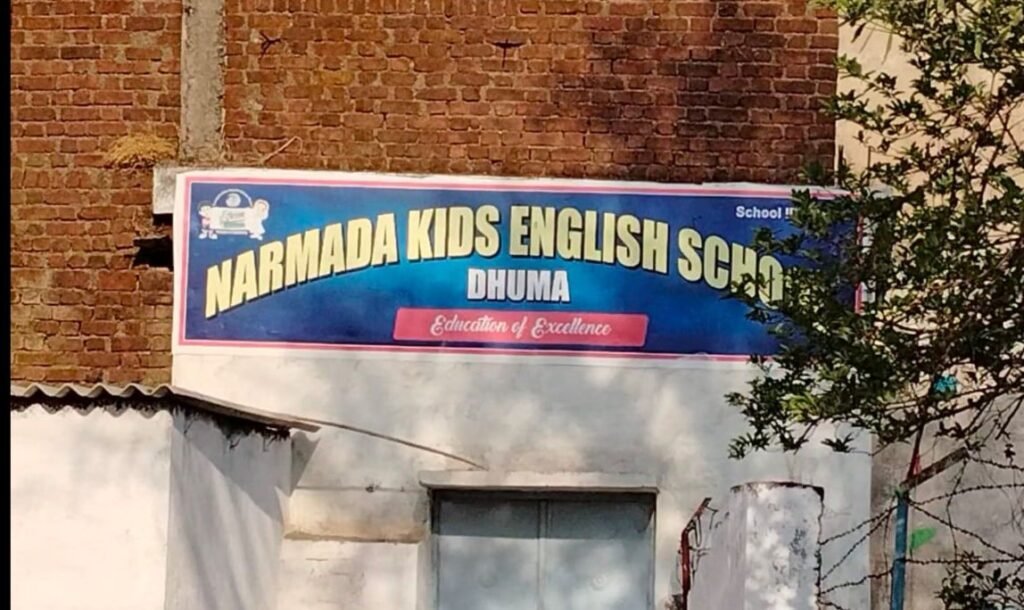 School
NARMADA KIDS ENGLISH SCHO
DHUMA
Education of Excellence